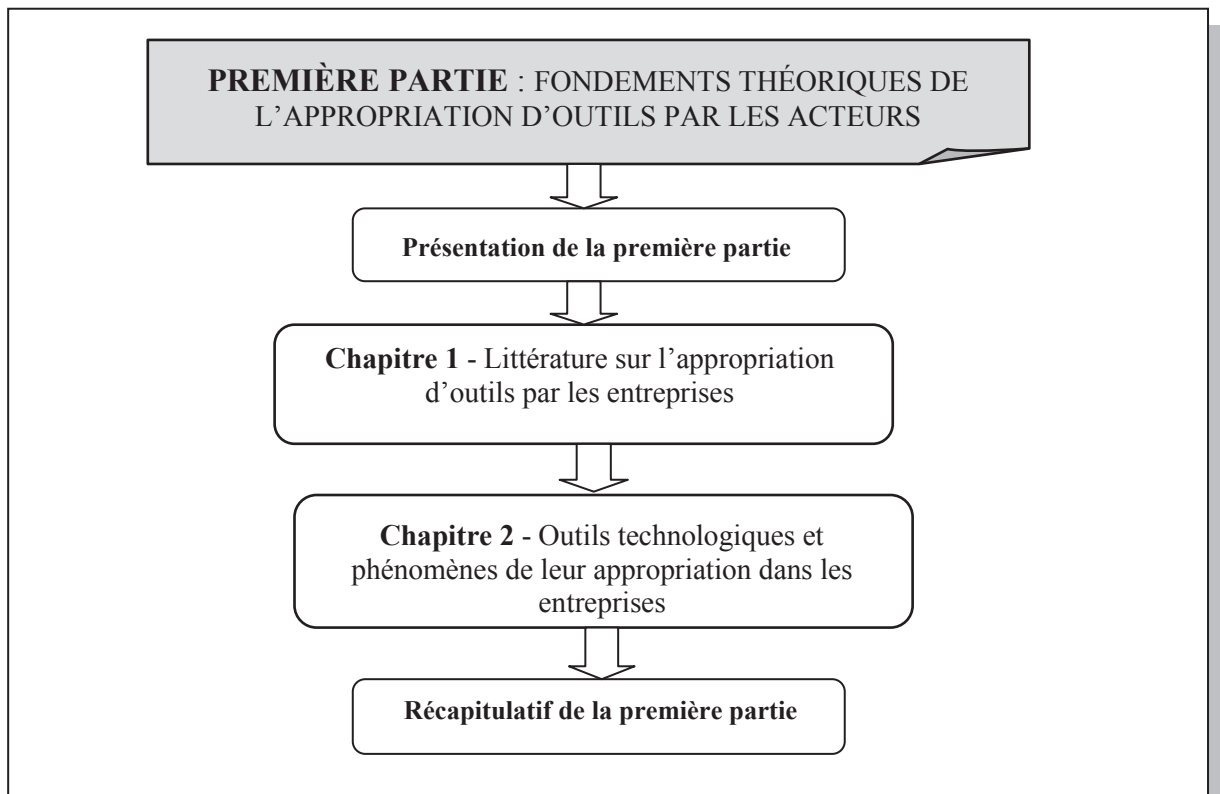 PREMIÈRE PARTIE : FONDEMENTS THÉORIQUES DE
L’APPROPRIATION D’OUTILS PAR LES ACTEURS
Présentation de la première partie
Chapitre 1 - Littérature sur l’appropriation
d’outils par les entreprises
Chapitre 2 - Outils technologiques et
phénomènes de leur appropriation dans les
entreprises
Récapitulatif de la première partie